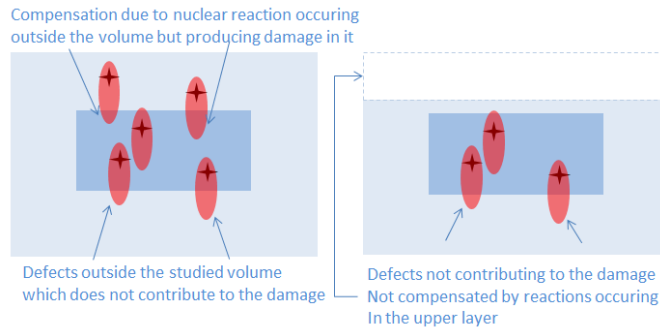 Compensation due to nuclear reaction occuring
outside the volume but producing damage in it
Defects outside the studied volume
which does not contribute to the damage
Defects not contributing to the damage
Not compensated by reactions occuring
In the upper layer